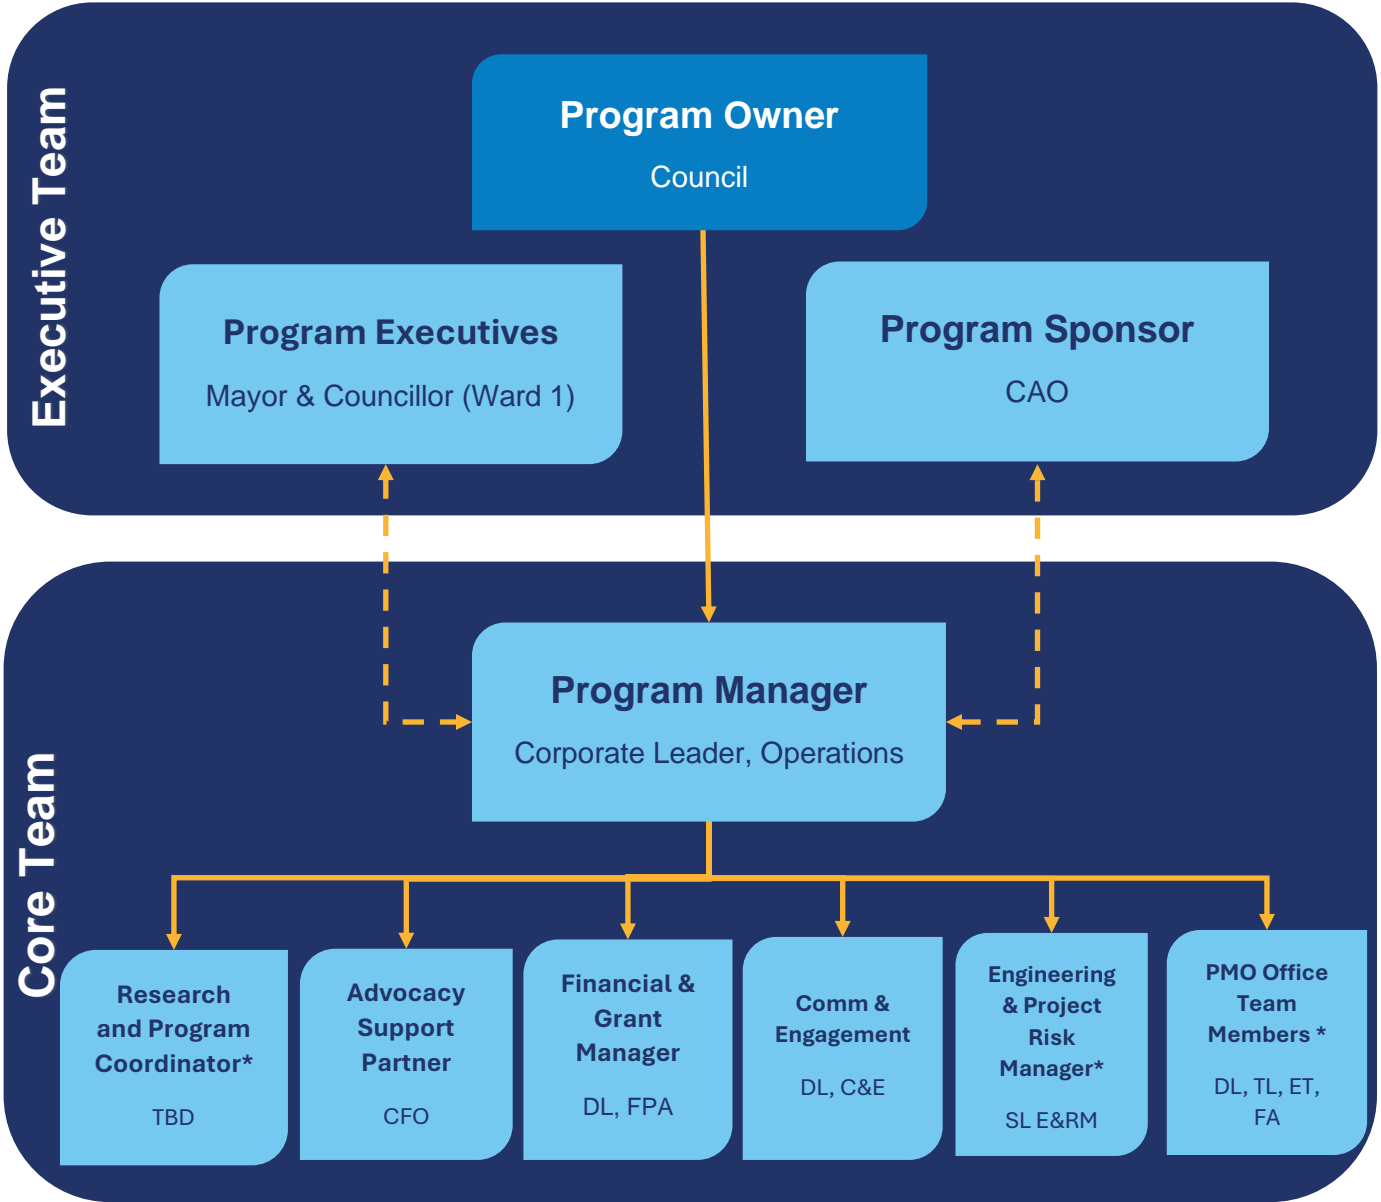 Executive Team
Program Owner
Council
Program Executives
Mayor & Councillor (Ward 1)
Program Sponsor
CAO
Core Team
Program Manager
Corporate Leader, Operations
Research
and Program
Coordinator*
TBD
Advocacy
Support
Partner
CFO
Financial &
Grant
Manager
DL, FPA
Comm &
Engagement
DL, C&E
Engineering
& Project
Risk
Manager*
SL E&RM
PMO Office
Team
Members *
DL, TL, ET,
FA